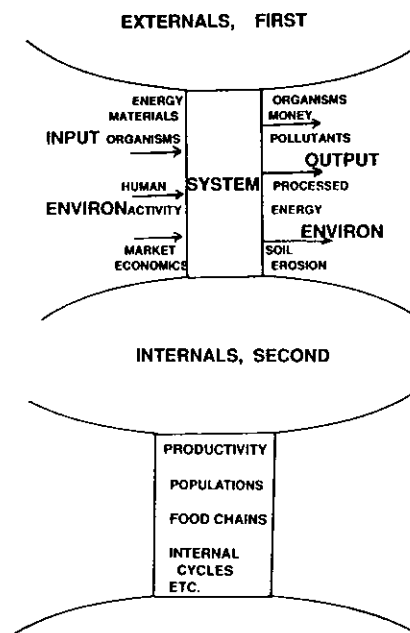 EXTERNALS, FIRST
ENERGY
MATERIALS
INPUT ORGANISMS
HUMAN
ENVIRON ACTIVITY
MARKET
ECONOMICS
SYSTEM
ORGANISMS
MONEY
POLLUTANTS
OUTPUT
PROCESSED
ENERGY
ENVIRON
SOIL
EROSION
INTERNALS, SECOND
PRODUCTIVITY
POPULATIONS
FOOD CHAINS
INTERNAL
CYCLES
ETC.